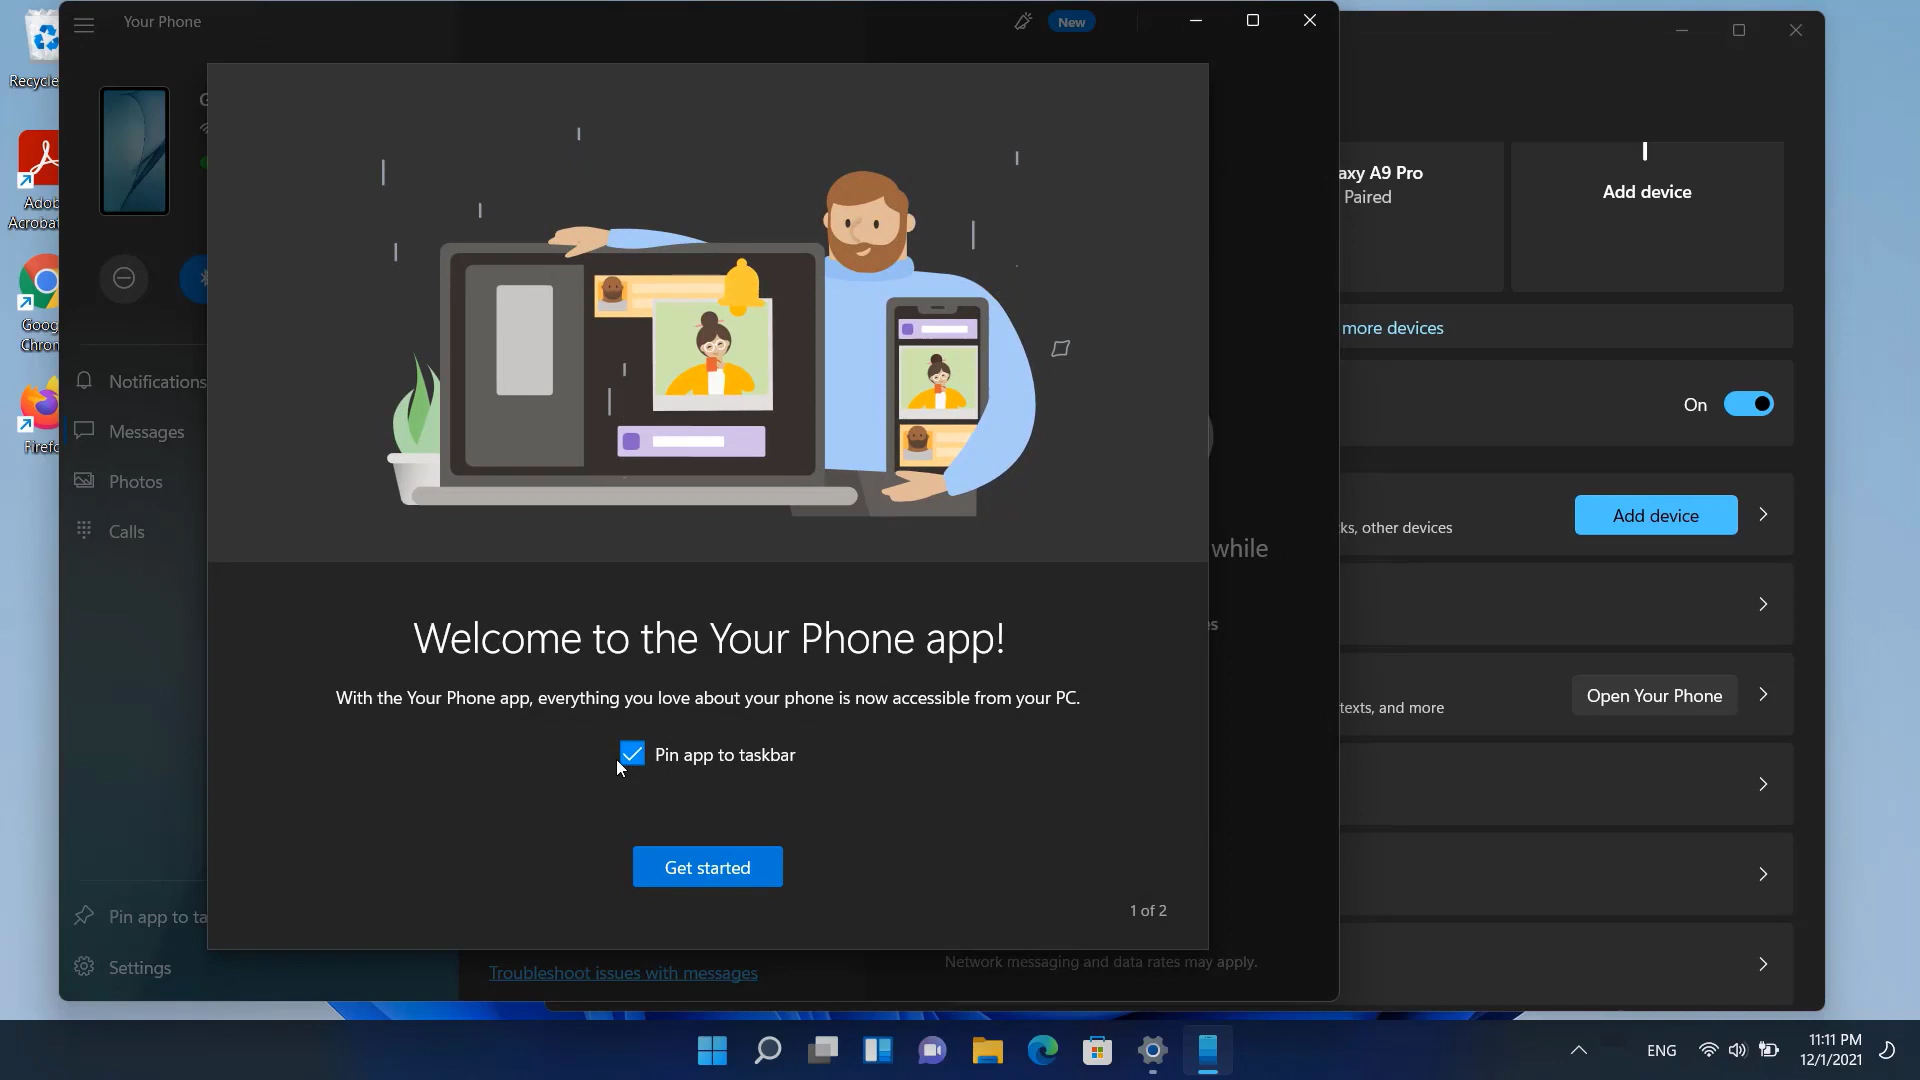 Your Phone
New
Recycle
Adob
Acrobat
Goog
Chron
Firefo
G
Notifications
Messages
Photos
Calls
Pin app to ta
Settings
Welcome to the Your Phone app!
With the Your Phone app, everything you love about your phone is now accessible from your PC.
Pin app to taskbar
Get started
1 of 2
while
es
Troubleshoot issues with messages
Network messaging and data rates may apply.
axy A9 Pro
Paired
Add device
more devices
On
ks, other devices
Add device
texts, and more
Open Your Phone
ENG
11:11 PM
12/1/2021